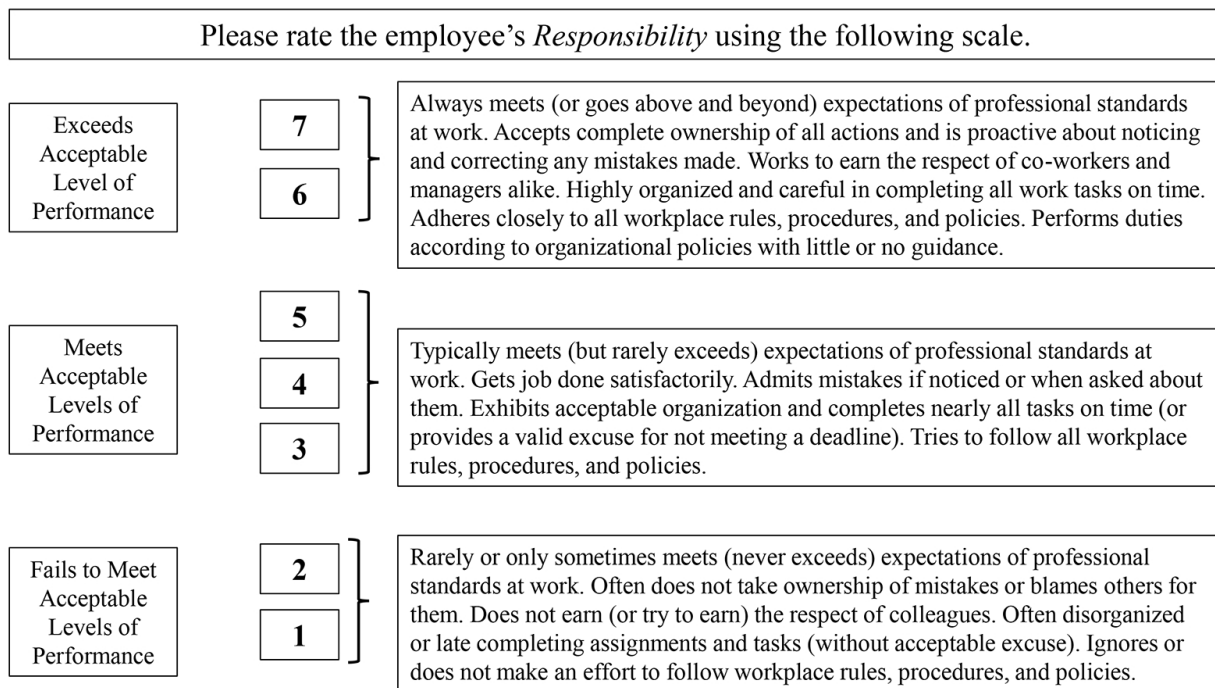 Please rate the employee’s Responsibility using the following scale.
Exceeds
Acceptable
Level of
Performance
7
6
Always meets (or goes above and beyond) expectations of professional standards
at work. Accepts complete ownership of all actions and is proactive about noticing
and correcting any mistakes made. Works to earn the respect of co-workers and
managers alike. Highly organized and careful in completing all work tasks on time.
Adheres closely to all workplace rules, procedures, and policies. Performs duties
according to organizational policies with little or no guidance.
Meets
Acceptable
Levels of
Performance
5
4
3
Typically meets (but rarely exceeds) expectations of professional standards at
work. Gets job done satisfactorily. Admits mistakes if noticed or when asked about
them. Exhibits acceptable organization and completes nearly all tasks on time (or
provides a valid excuse for not meeting a deadline). Tries to follow all workplace
rules, procedures, and policies.
Fails to Meet
Acceptable
Levels of
Performance
2
1
Rarely or only sometimes meets (never exceeds) expectations of professional
standards at work. Often does not take ownership of mistakes or blames others for
them. Does not earn (or try to earn) the respect of colleagues. Often disorganized
or late completing assignments and tasks (without acceptable excuse). Ignores or
does not make an effort to follow workplace rules, procedures, and policies.